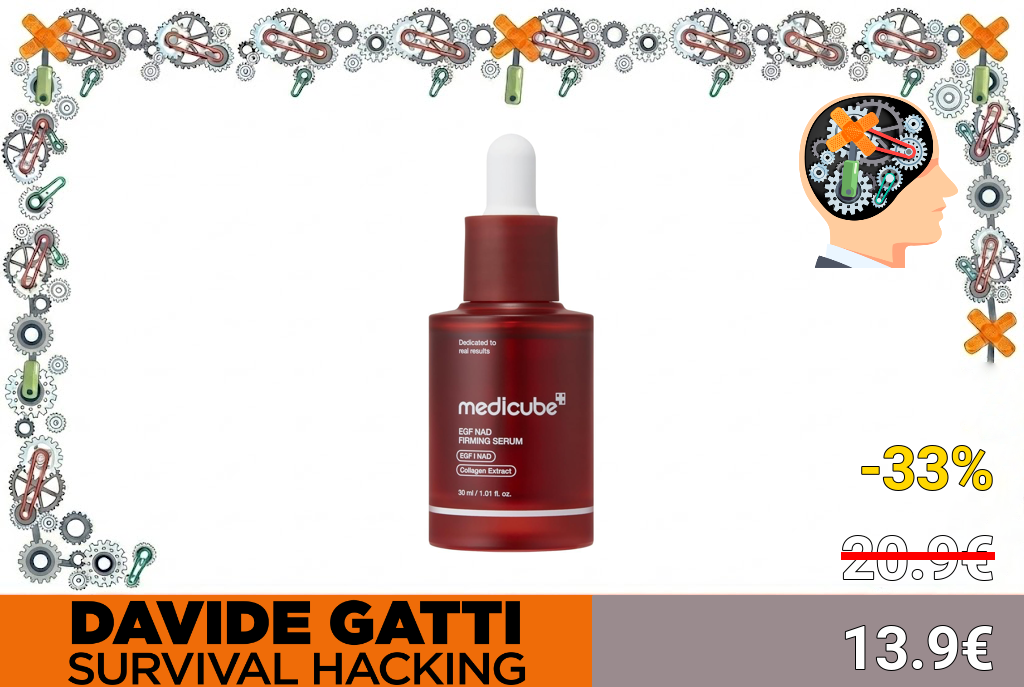 Dedicated to
real results
medicube
EGF NAD
FIRMING SERUM
EGF I NAD
Collagen Extract
30 ml / 1.01 fl. oz.
-33%
20.9€
13.9€
DAVIDE GATTI
SURVIVAL HACKING